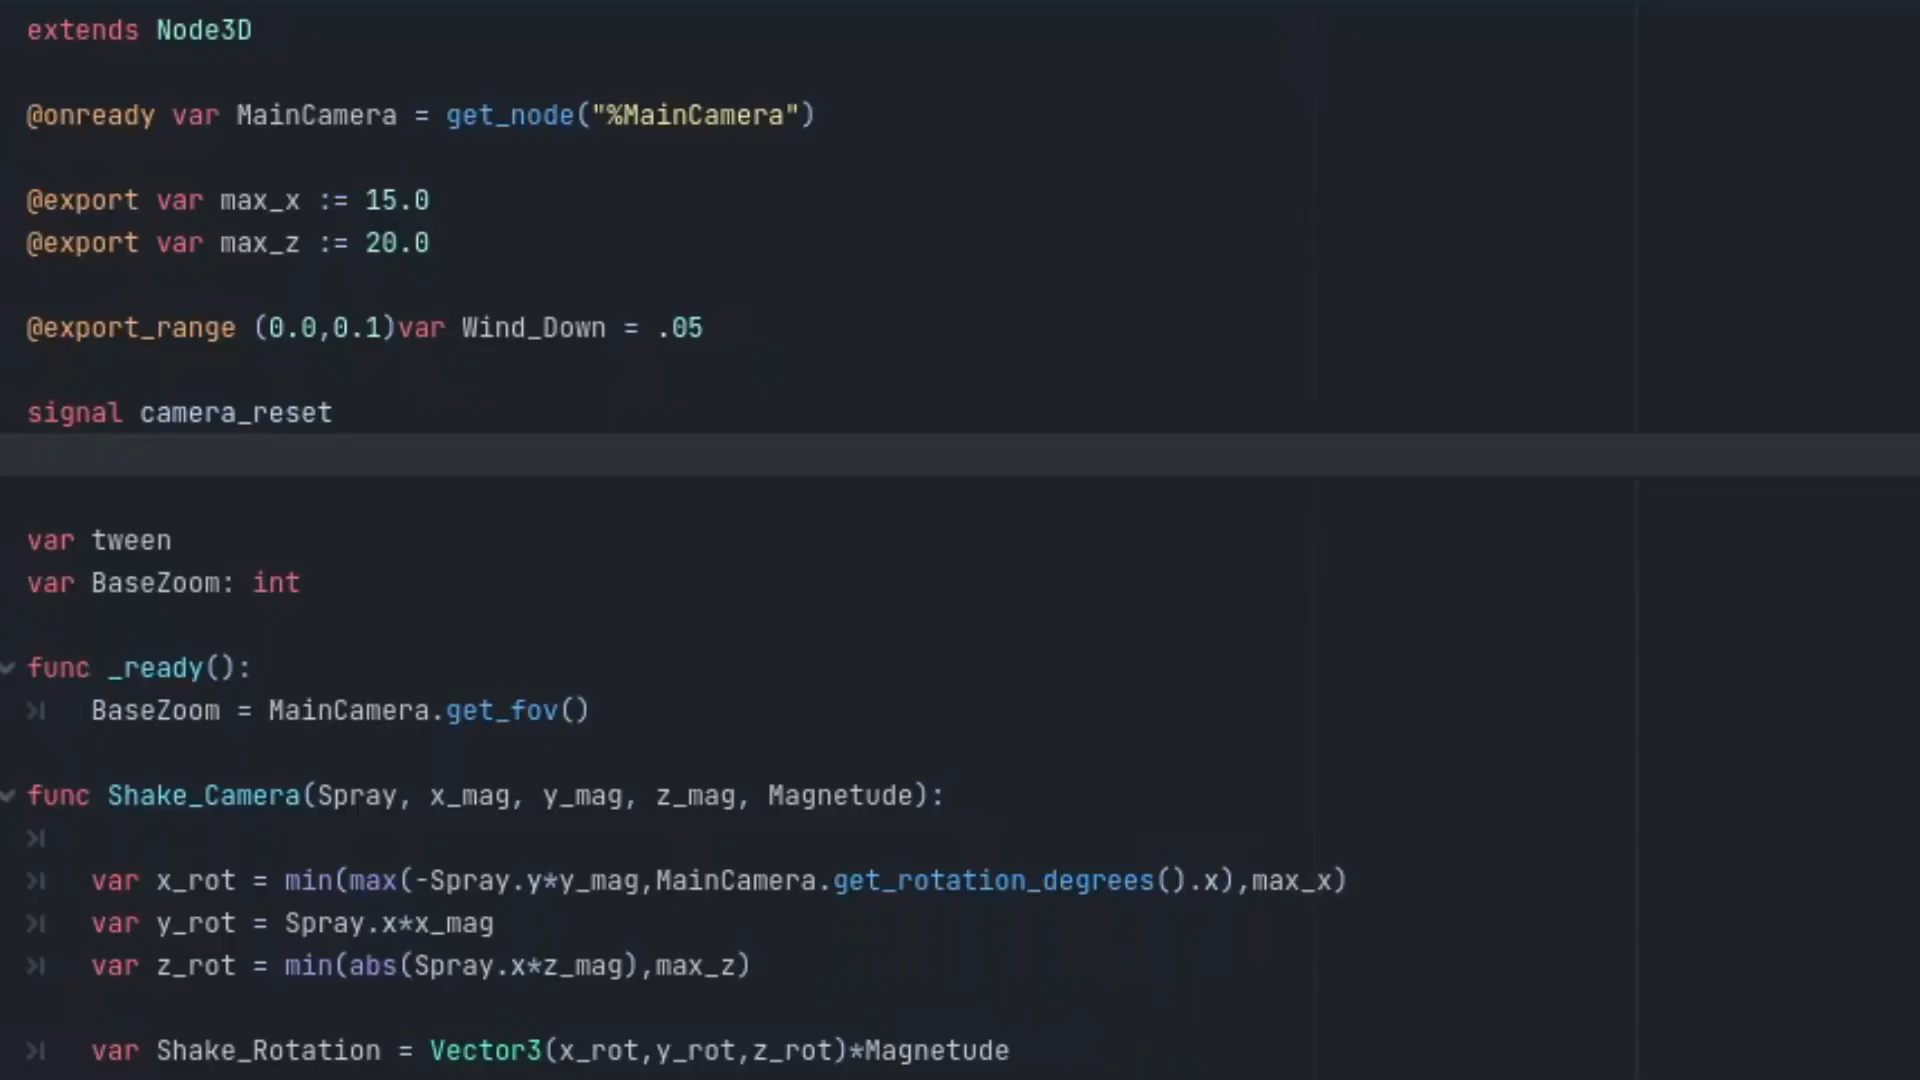 extends Node3D
@onready var MainCamera = get_node("%MainCamera")
@export var max_x := 15.0
@export var max_z := 20.0
@export_range (0.0,0.1)var Wind_Down = .05
signal camera_reset
var tween
var BaseZoom: int
func _ready():
BaseZoom = MainCamera.get_fov()
func Shake_Camera(Spray, x_mag, y_mag, z_mag, Magnetude):
var x_rot = min(max(-Spray.y*y_mag,MainCamera.get_rotation_degrees().x),max_x)
var y_rot = Spray.x*x_mag
var z_rot = min(abs(Spray.x*z_mag),max_z)
var Shake_Rotation = Vector3(x_rot,y_rot,z_rot)*Magnetude